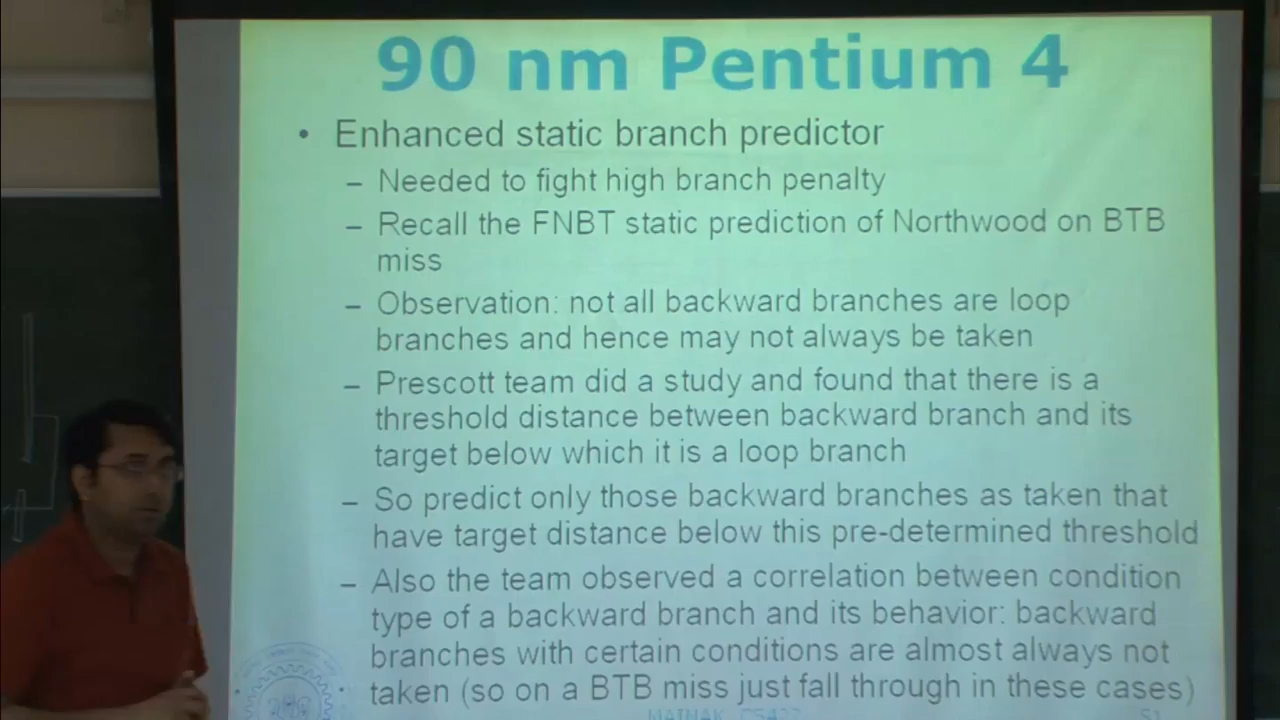 90 nm Pentium 4
• Enhanced static branch predictor
– Needed to fight high branch penalty
– Recall the FNBT static prediction of Northwood on BTB
miss
– Observation: not all backward branches are loop
branches and hence may not always be taken
– Prescott team did a study and found that there is a
threshold distance between backward branch and its
target below which it is a loop branch
– So predict only those backward branches as taken that
have target distance below this pre-determined threshold
– Also the team observed a correlation between condition
type of a backward branch and its behavior: backward
branches with certain conditions are almost always not
taken (so on a BTB miss just fall through in these cases)